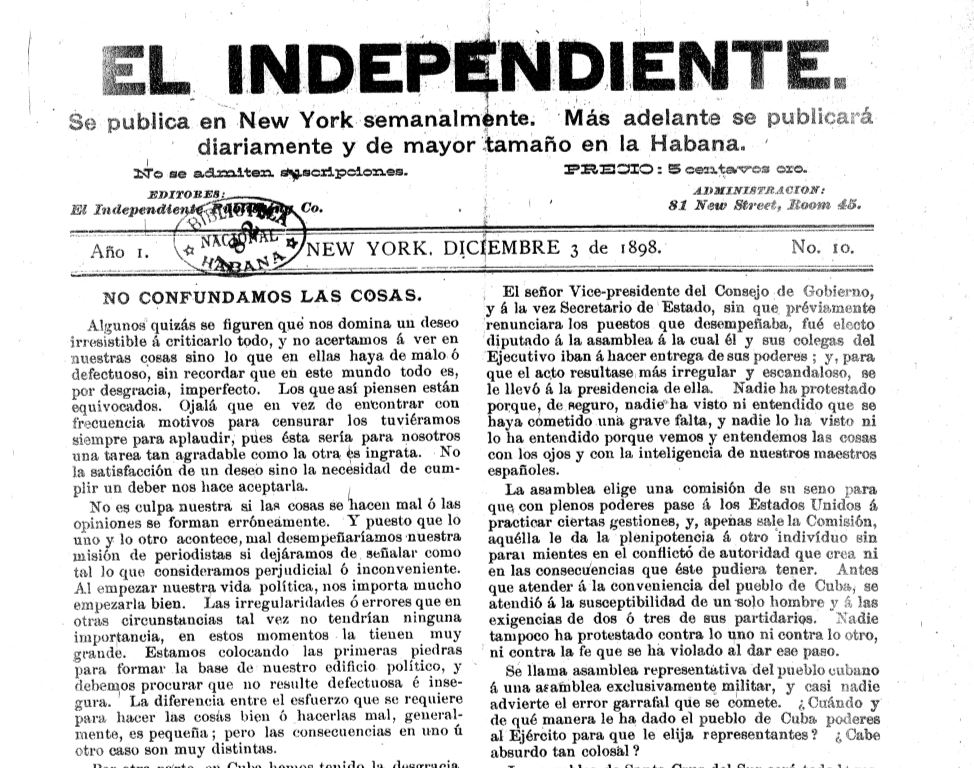 EL INDEPENDIENTE.
Se publica en New York semanalmente. Más adelante se publicará
diariamente y de mayor tamaño en la Habana.
No se admiten suscripciones.
PRECIO: 5 centavos oro.
EDITORES:
El Independiente Co.
ADMINISTRACION:
81 New Street, Room 45.
BIBLIOTECA
NACIONAL
HABANA
Año 1.
NEW YORK, DICIEMBRE 3 de 1898.
No. 10.
NO CONFUNDAMOS LAS COSAS.
Algunos quizás se figuren que nos domina un deseo
irresistible á criticarlo todo, y no acertamos á ver en
nuestras cosas sino lo que en ellas haya de malo ó
defectuoso, sin recordar que en este mundo todo es,
por desgracia, imperfecto. Los que así piensen están
equivocados. Ojalá que en vez de encontrar con
frecuencia motivos para censurar los tuviéramos
siempre para aplaudir, pues ésta sería para nosotros
una tarea tan agradable como la otra es ingrata. No
la satisfacción de un deseo sino la necesidad de cum-
plir un deber nos hace aceptarla.
No es culpa nuestra si las cosas se hacen mal ó las
opiniones se forman erróneamente. Y puesto que lo
uno y lo otro acontece, mal desempeñaríamos nuestra
misión de periodistas si dejáramos de señalar como
tal lo que consideramos perjudicial ó inconveniente.
Al empezar nuestra vida política, nos importa mucho
empezarla bien. Las irregularidades ó errores que en
otras circunstancias tal vez no tendrían ninguna
importancia, en estos momentos la tienen muy
grande. Estamos colocando las primeras piedras
para formar la base de nuestro edificio político, y
debemos procurar que no resulte defectuosa é inse-
gura. La diferencia entre el esfuerzo que se requiere
para hacer las cosas bien ó hacerlas mal, general-
mente, es pequeña; pero las consecuencias en uno ú
otro caso son muy distintas.
Por otra parte, en Cuba hemos tenido la desgracia
El señor Vice-presidente del Consejo de Gobierno,
y á la vez Secretario de Estado, sin que préviamente
renunciara los puestos que desempeñaba, fué electo
diputado á la asamblea á la cual él y sus colegas del
Ejecutivo iban á hacer entrega de sus poderes; y, para
que el acto resultase más irregular y escandaloso, se
le llevó á la presidencia de ella. Nadie ha protestado
porque, de seguro, nadie ha visto ni entendido que se
haya cometido una grave falta, y nadie lo ha visto ni
lo ha entendido porque vemos y entendemos las cosas
con los ojos y con la inteligencia de nuestros maestros
españoles.
La asamblea elige una comisión de su seno para
que con plenos poderes pase á los Estados Unidos á
practicar ciertas gestiones, y, apenas sale la Comisión,
aquélla le da la plenipotencia á otro indivíduo sin
parar mientes en el conflicto de autoridad que crea ni
en las consecuencias que éste pudiera tener. Antes
que atender á la conveniencia del pueblo de Cuba, se
atendió á la susceptibilidad de un solo hombre y á las
exigencias de dos ó tres de sus partidarios. Nadie
tampoco ha protestado contra lo uno ni contra lo otro,
ni contra la fe que se ha violado al dar ese paso.
Se llama asamblea representativa del pueblo cubano
á una asamblea exclusivamente militar, y casi nadie
advierte el error garrafal que se comete. ¿Cuándo y
de qué manera le ha dado el pueblo de Cuba poderes
al Ejército para que le elija representantes? ¿Cabe
absurdo tan colosal?